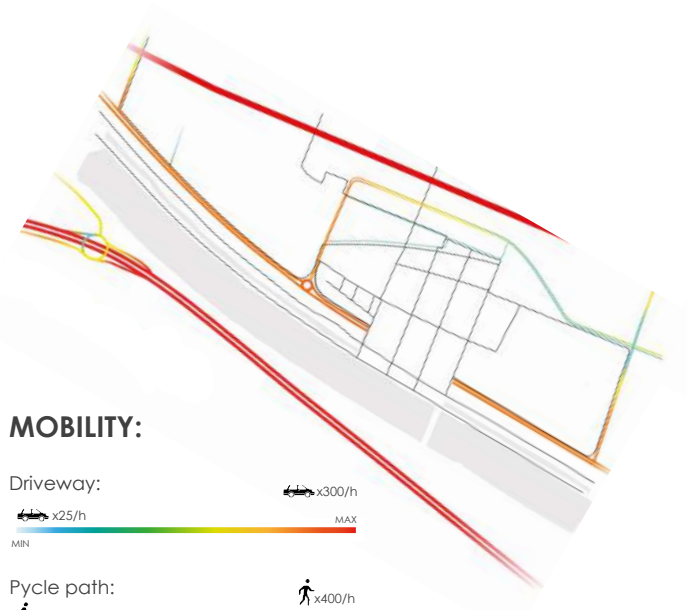 MOBILITY:
Driveway:
x300/h
x25/h
MAX
MIN
Pycle path:
x400/h